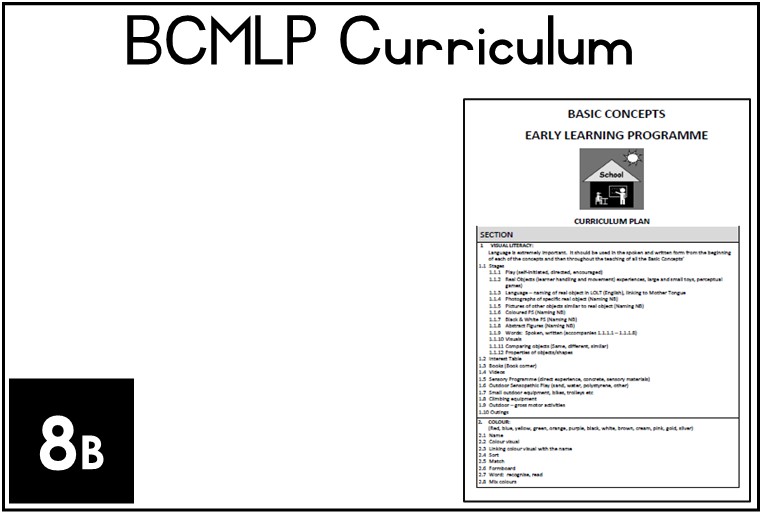 BCMLP Curriculum
BASIC CONCEPTS
EARLY LEARNING PROGRAMME
School
CURRICULUM PLAN
SECTION
1 VISUAL LITERACY:
Language is extremely important. It should be used in the spoken and written form from the beginning
of each of the concepts and then throughout the teaching of all the Basic Concepts'
1.1 Stages
1.1.1 Play (self-initiated, directed, encouraged)
1.1.2 Real Objects (learner handling and movement) experiences, large and small toys, perceptual
games)
1.1.3 Language – naming of real object in LOLT (English), linking to Mother Tongue
1.1.4 Photographs of specific real object (Naming NB)
1.1.5 Pictures of other objects similar to real object (Naming NB)
1.1.6 Coloured PS (Naming NB)
1.1.7 Black & White PS (Naming NB)
1.1.8 Abstract Figures (Naming NB)
1.1.9 Words: Spoken, written (accompanies 1.1.1.1 – 1.1.1.8)
1.1.10 Visuals
1.1.11 Comparing objects (Same, different, similar)
1.1.12 Properties of objects/shapes
1.2 Interest Table
1.3 Books (Book corner)
1.4 Videos
1.5 Sensory Programme (direct experience, concrete, sensory materials)
1.6 Outdoor Sensopathic Play (sand, water, polystyrene, other)
1.7 Small outdoor equipment, bikes, trolleys etc
1.8 Climbing equipment
1.9 Outdoor – gross motor activities
1.10 Outings
2. COLOUR:
(Red, blue, yellow, green, orange, purple, black, white, brown, cream, pink, gold, silver)
2.1 Name
2.2 Colour visual
2.3 Linking colour visual with the name
2.4 Sort
2.5 Match
2.6 Formboard
2.7 Word: recognise, read
2.8 Mix colours
8B